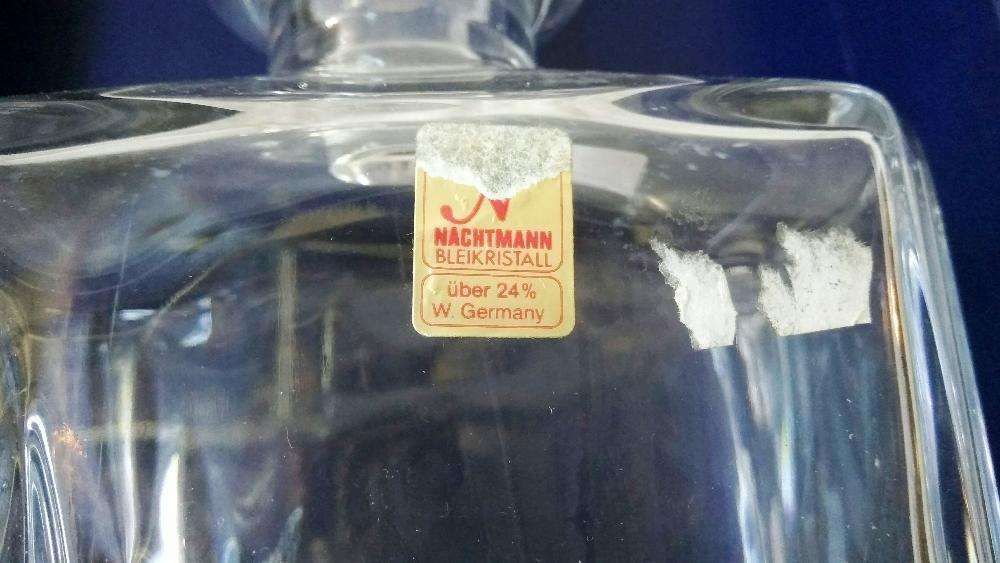 N
NACHTMANN
BLEIKRISTALL
über 24%
W. Germany